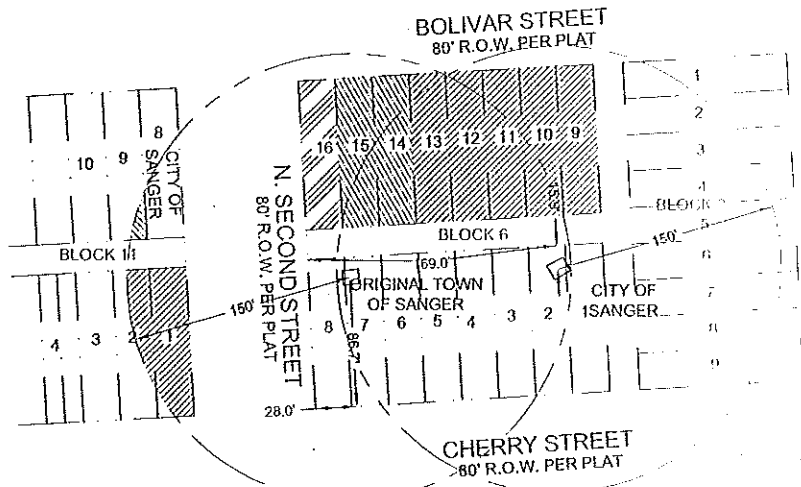 BOLIVAR STREET
80' R.O.W. PER PLAT
10 9 8
CITY OF
SANGER
16 15 14 13 12 11 10 9
N. SECOND STREET
80' R.O.W. PER PLAT
1
2
3
4
BLOCK
5
6
7
8
9
BLOCK 11
BLOCK 6
69.0'
150'
150'
ORIGINAL TOWN
OF SANGER
CITY OF
1SANGER
4 3 2 1
8 7 6 5 4 3 2
86.7'
28.0'
CHERRY STREET
60' R.O.W. PER PLAT